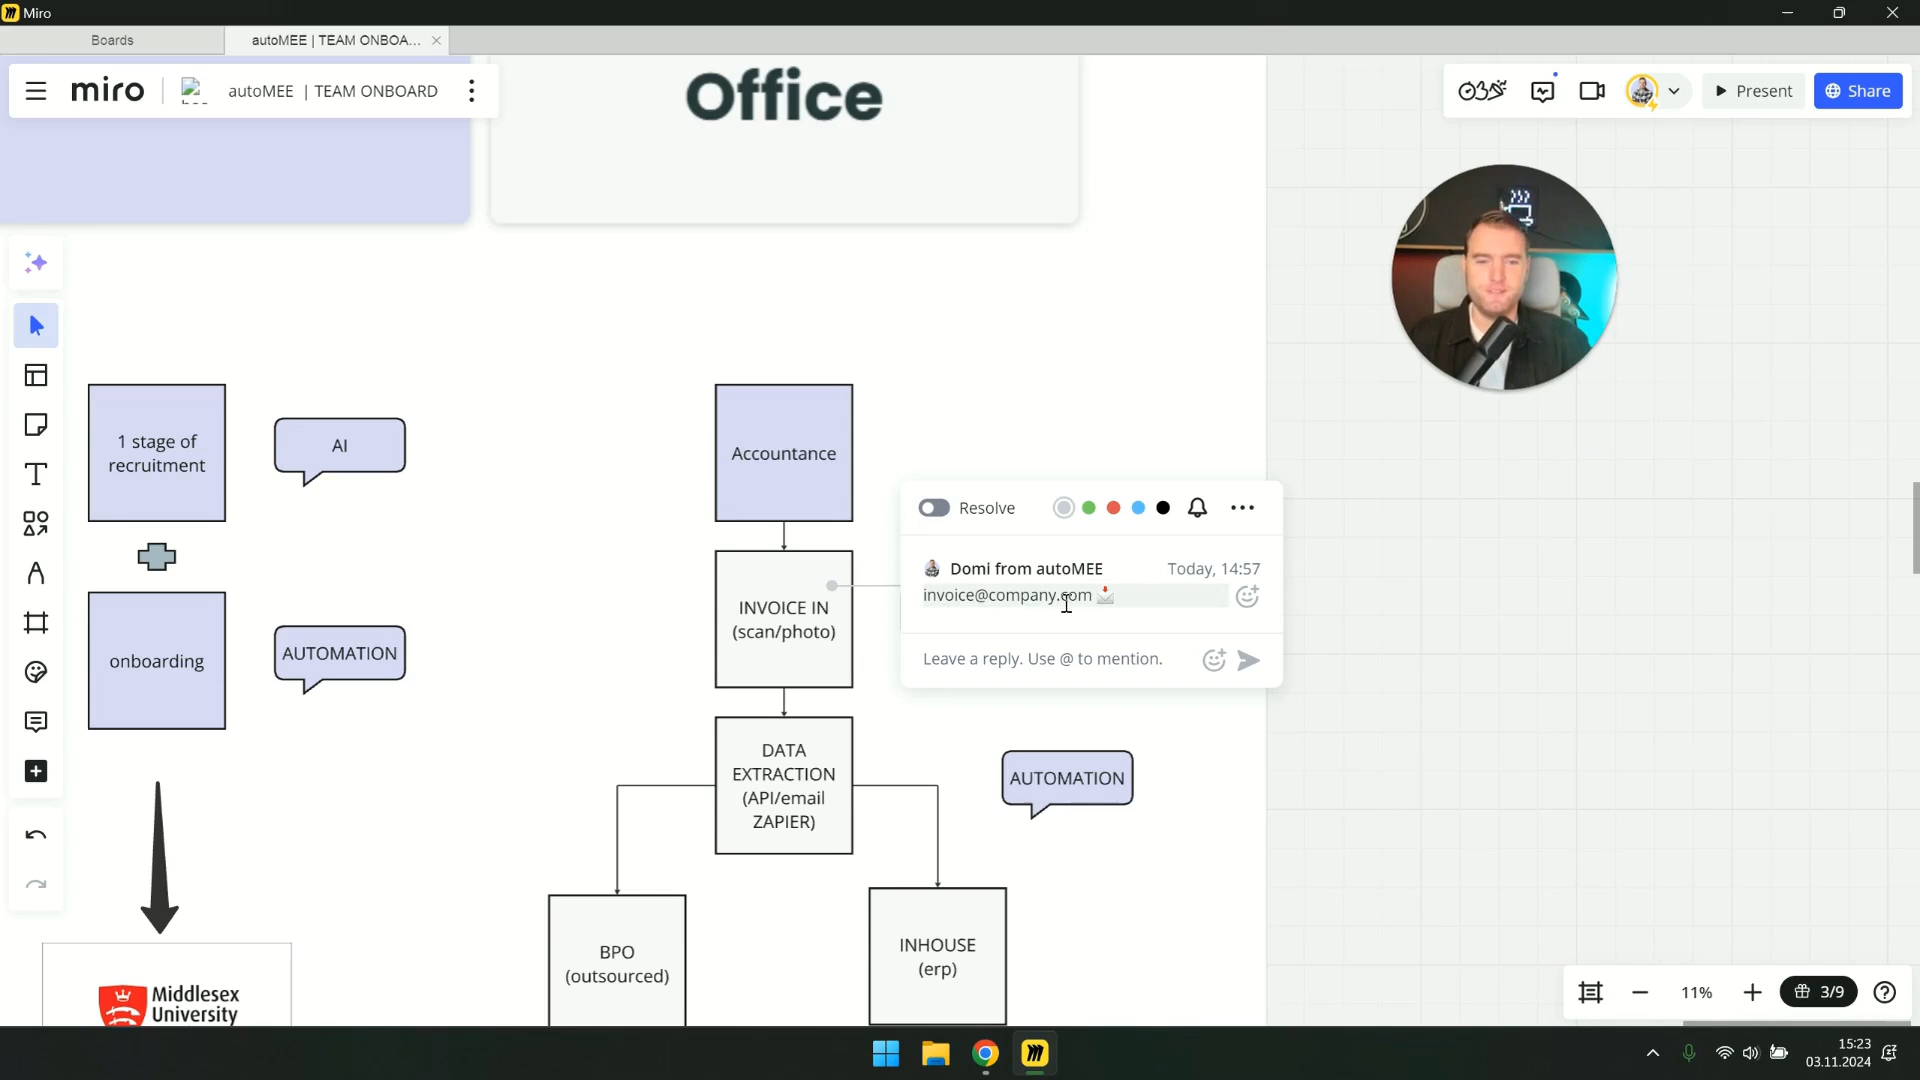 Miro
Boards
autoMEE | TEAM ONBOA...
miro
autoMEE | TEAM ONBOARD
Office
Present
Share
1 stage of
recruitment
AI
Accountance
Resolve
Domi from autoMEE
Today, 14:57
invoice@company.com
Leave a reply. Use @ to mention.
INVOICE IN
(scan/photo)
onboarding
AUTOMATION
DATA
EXTRACTION
(API/email
ZAPIER)
AUTOMATION
BPO
(outsourced)
INHOUSE
(erp)
Middlesex
University
11%
3/9
15:23
03.11.2024